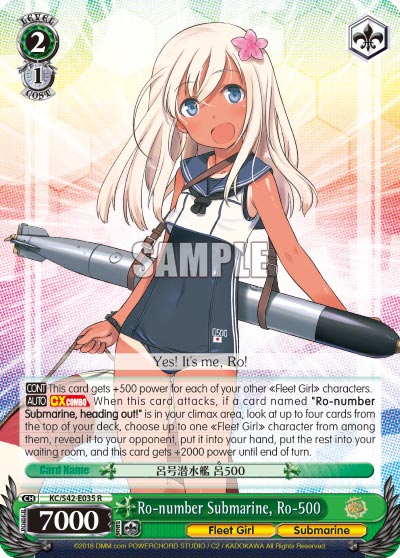 LEVEL
2
1
COST
SAMPLE
500
Yes! It's me, Ro!
CONT This card gets +500 power for each of your other «Fleet Girl» characters.
AUTO CXCOMBO When this card attacks, if a card named "Ro-number
Submarine, heading out!" is in your climax area, look at up to four cards from
the top of your deck, choose up to one «Fleet Girl» character from among
them, reveal it to your opponent, put it into your hand, put the rest into your
waiting room, and this card gets +2000 power until end of turn.
Card Name
呂号潜水艦 呂500
CH KC/S42-E035 R
Ro-number Submarine, Ro-500
7000
Fleet Girl
Submarine
©2018 DMM.com POWERCHORD STUDIO / C2 / KADOKAWA All Rights Reserved.